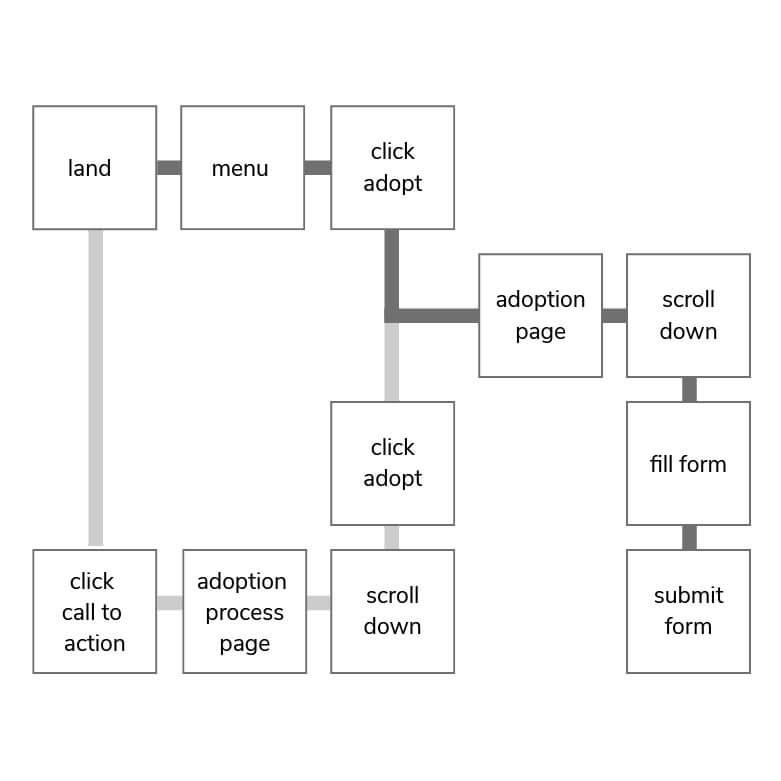 land
menu
click
adopt
adoption
page
scroll
down
click
adopt
fill form
click
call to
action
adoption
process
page
scroll
down
submit
form